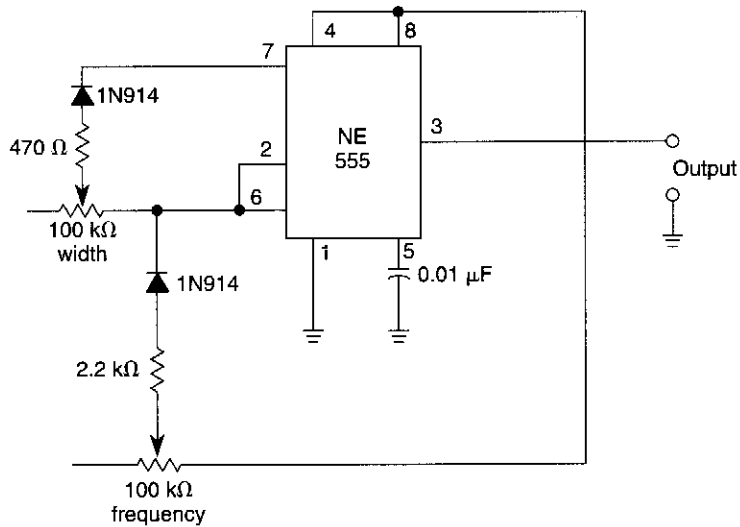 4 8
7
1N914
NE
555
3
470 Ω
2
Output
6
100 kΩ
width
1
5
0.01 μF
1N914
2.2 kΩ
100 kΩ
frequency